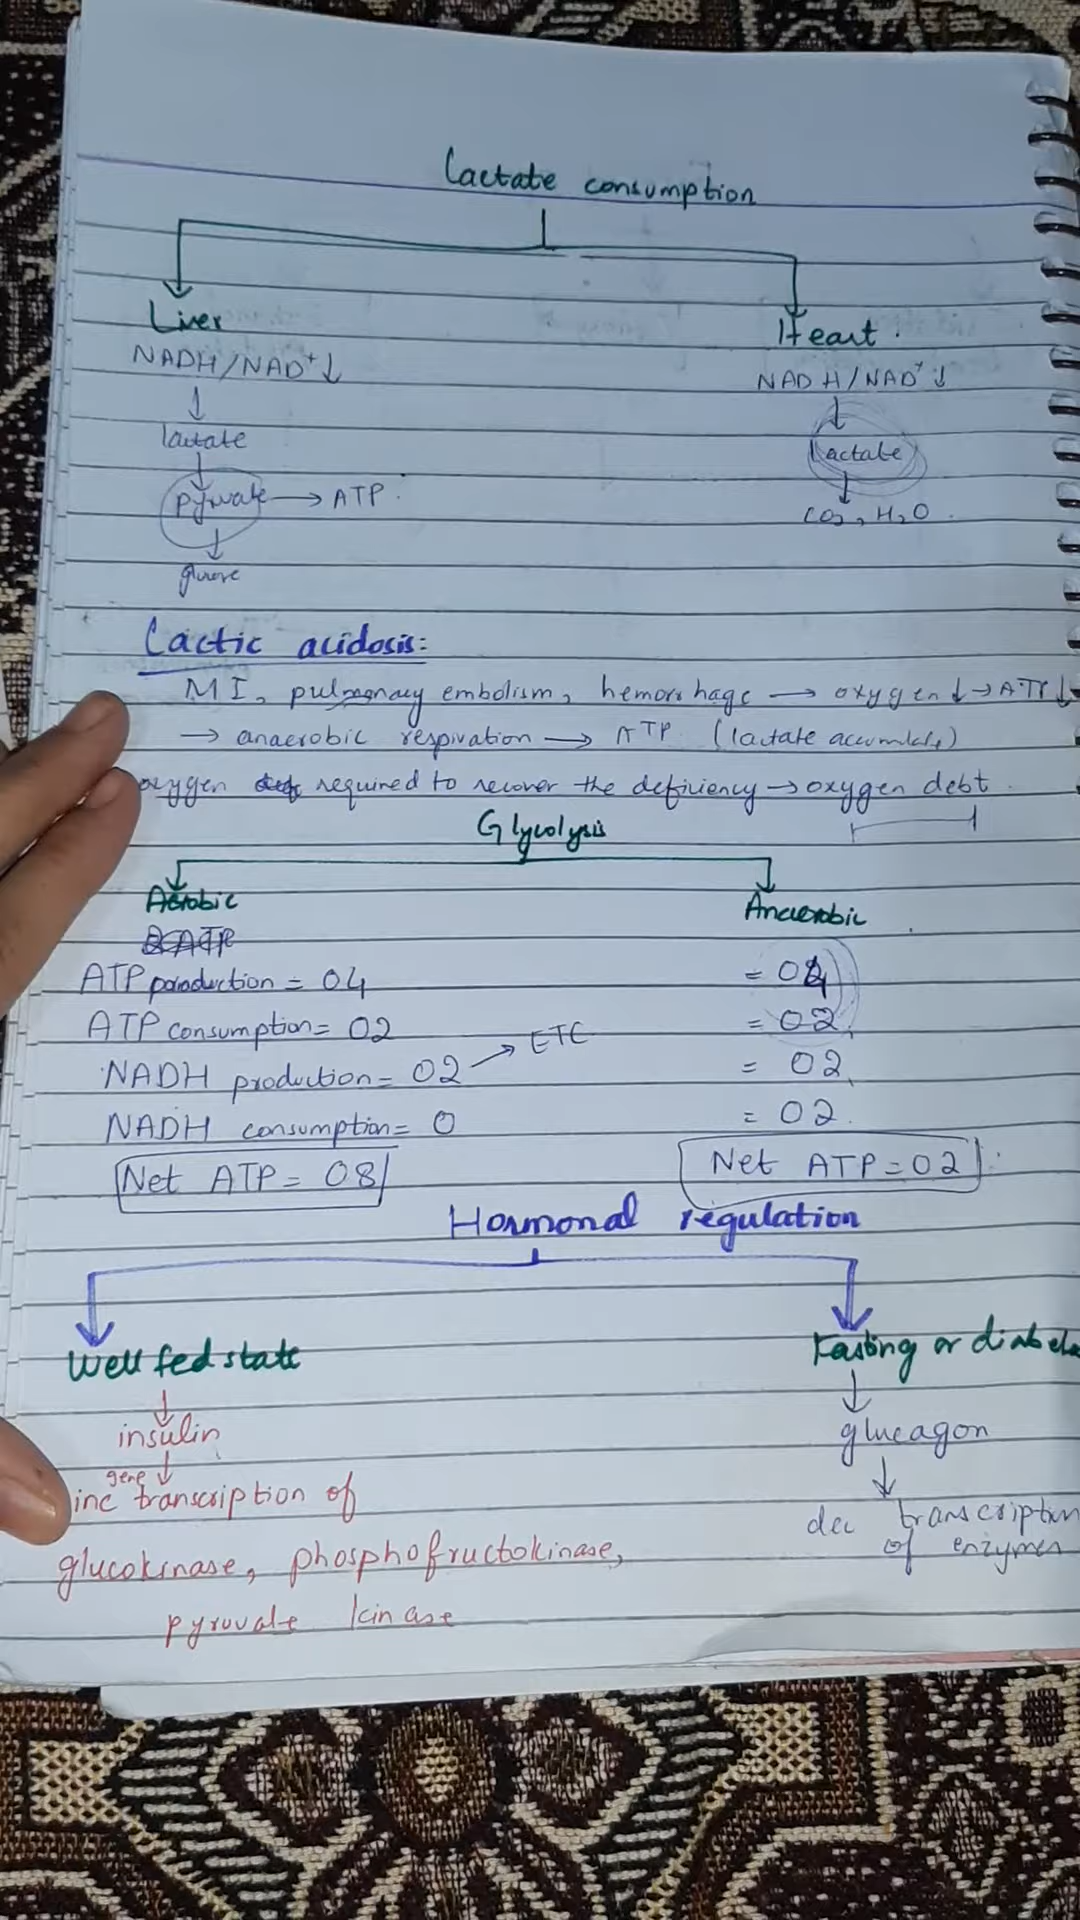 Lactate consumption
Liver
Heart.
NADH/NAD⁺↓
NADH/NAD⁺↓
↓
↓
lactate
Lactate
↓
↓
pyruvate → ATP.
CO₂, H₂O.
↓
glucose
Lactic acidosis:
MI, pulmonary embolism, hemorrhage → oxygen↓→ATP↓
→ anaerobic respiration → ATP (lactate accumulate)
oxygen required to recover the deficiency → oxygen debt.
Glycolysis
Aerobic
Anaerobic
2 ATP
ATP production = 04
= 04
ATP consumption = 02
= 02.
NADH production = 02 → ETC
= 02
NADH consumption = 0
= 02.
Net ATP = 08
Net ATP = 02
Hormonal regulation
Well fed state
Fasting or diabetes
↓
↓
insulin
glucagon
gene ↓
↓
inc transcription of
dec transcription
of enzymes
glucokinase, phosphofructokinase,
pyruvate kinase